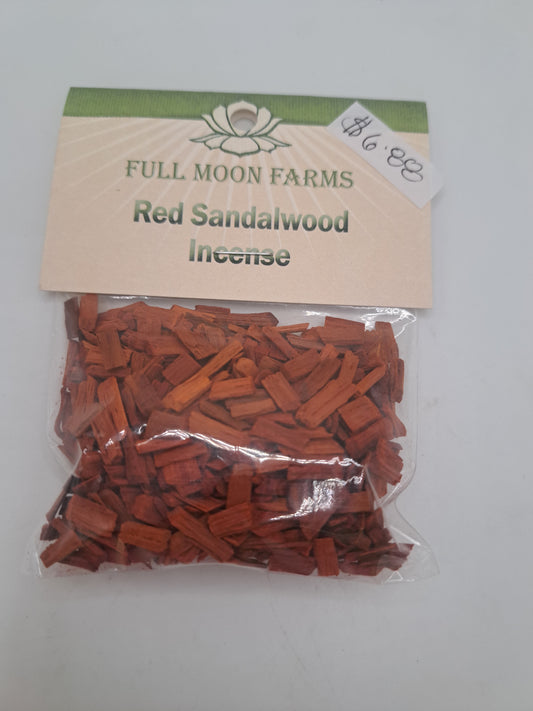 $6.88
FULL MOON FARMS
Red Sandalwood
Incense